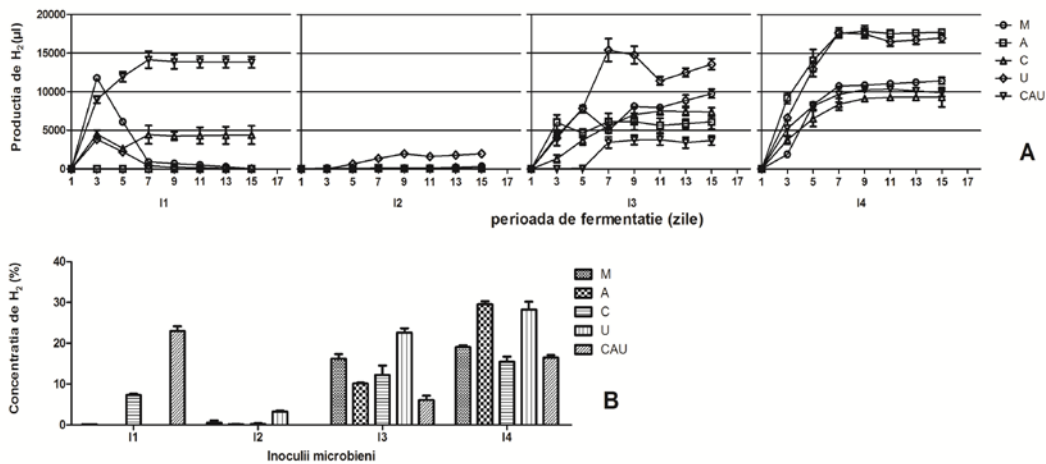 Productia de H2(µl)
20000
15000
10000
5000
0
1 3 5 7 9 11 13 15 17
I1
1 3 5 7 9 11 13 15 17
I2
1 3 5 7 9 11 13 15 17
I3
1 3 5 7 9 11 13 15 17
I4
perioada de fermentatie (zile)
M
A
C
U
CAU
A
Concentratia de H2 (%)
40
30
20
10
0
I1 I2 I3 I4
Inoculii microbieni
M
A
C
U
CAU
B